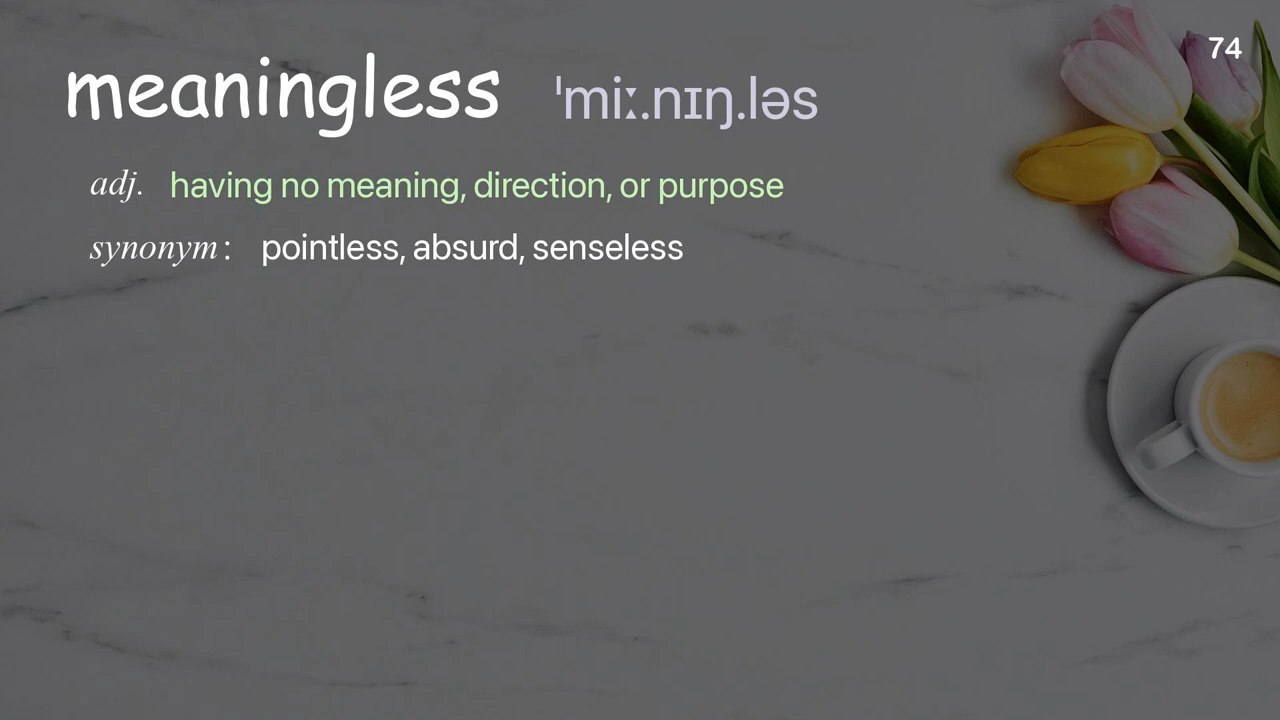 74
meaningless ˈmiː.nɪŋ.ləs
adj. having no meaning, direction, or purpose
synonym: pointless, absurd, senseless